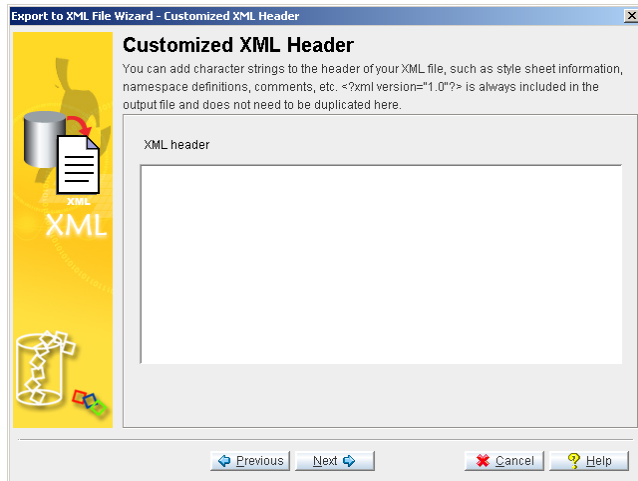 Export to XML File Wizard - Customized XML Header
Customized XML Header
You can add character strings to the header of your XML file, such as style sheet information,
namespace definitions, comments, etc. <?xml version="1.0"?> is always included in the
output file and does not need to be duplicated here.
XML header
XML
XML
Previous
Next
Cancel
Help